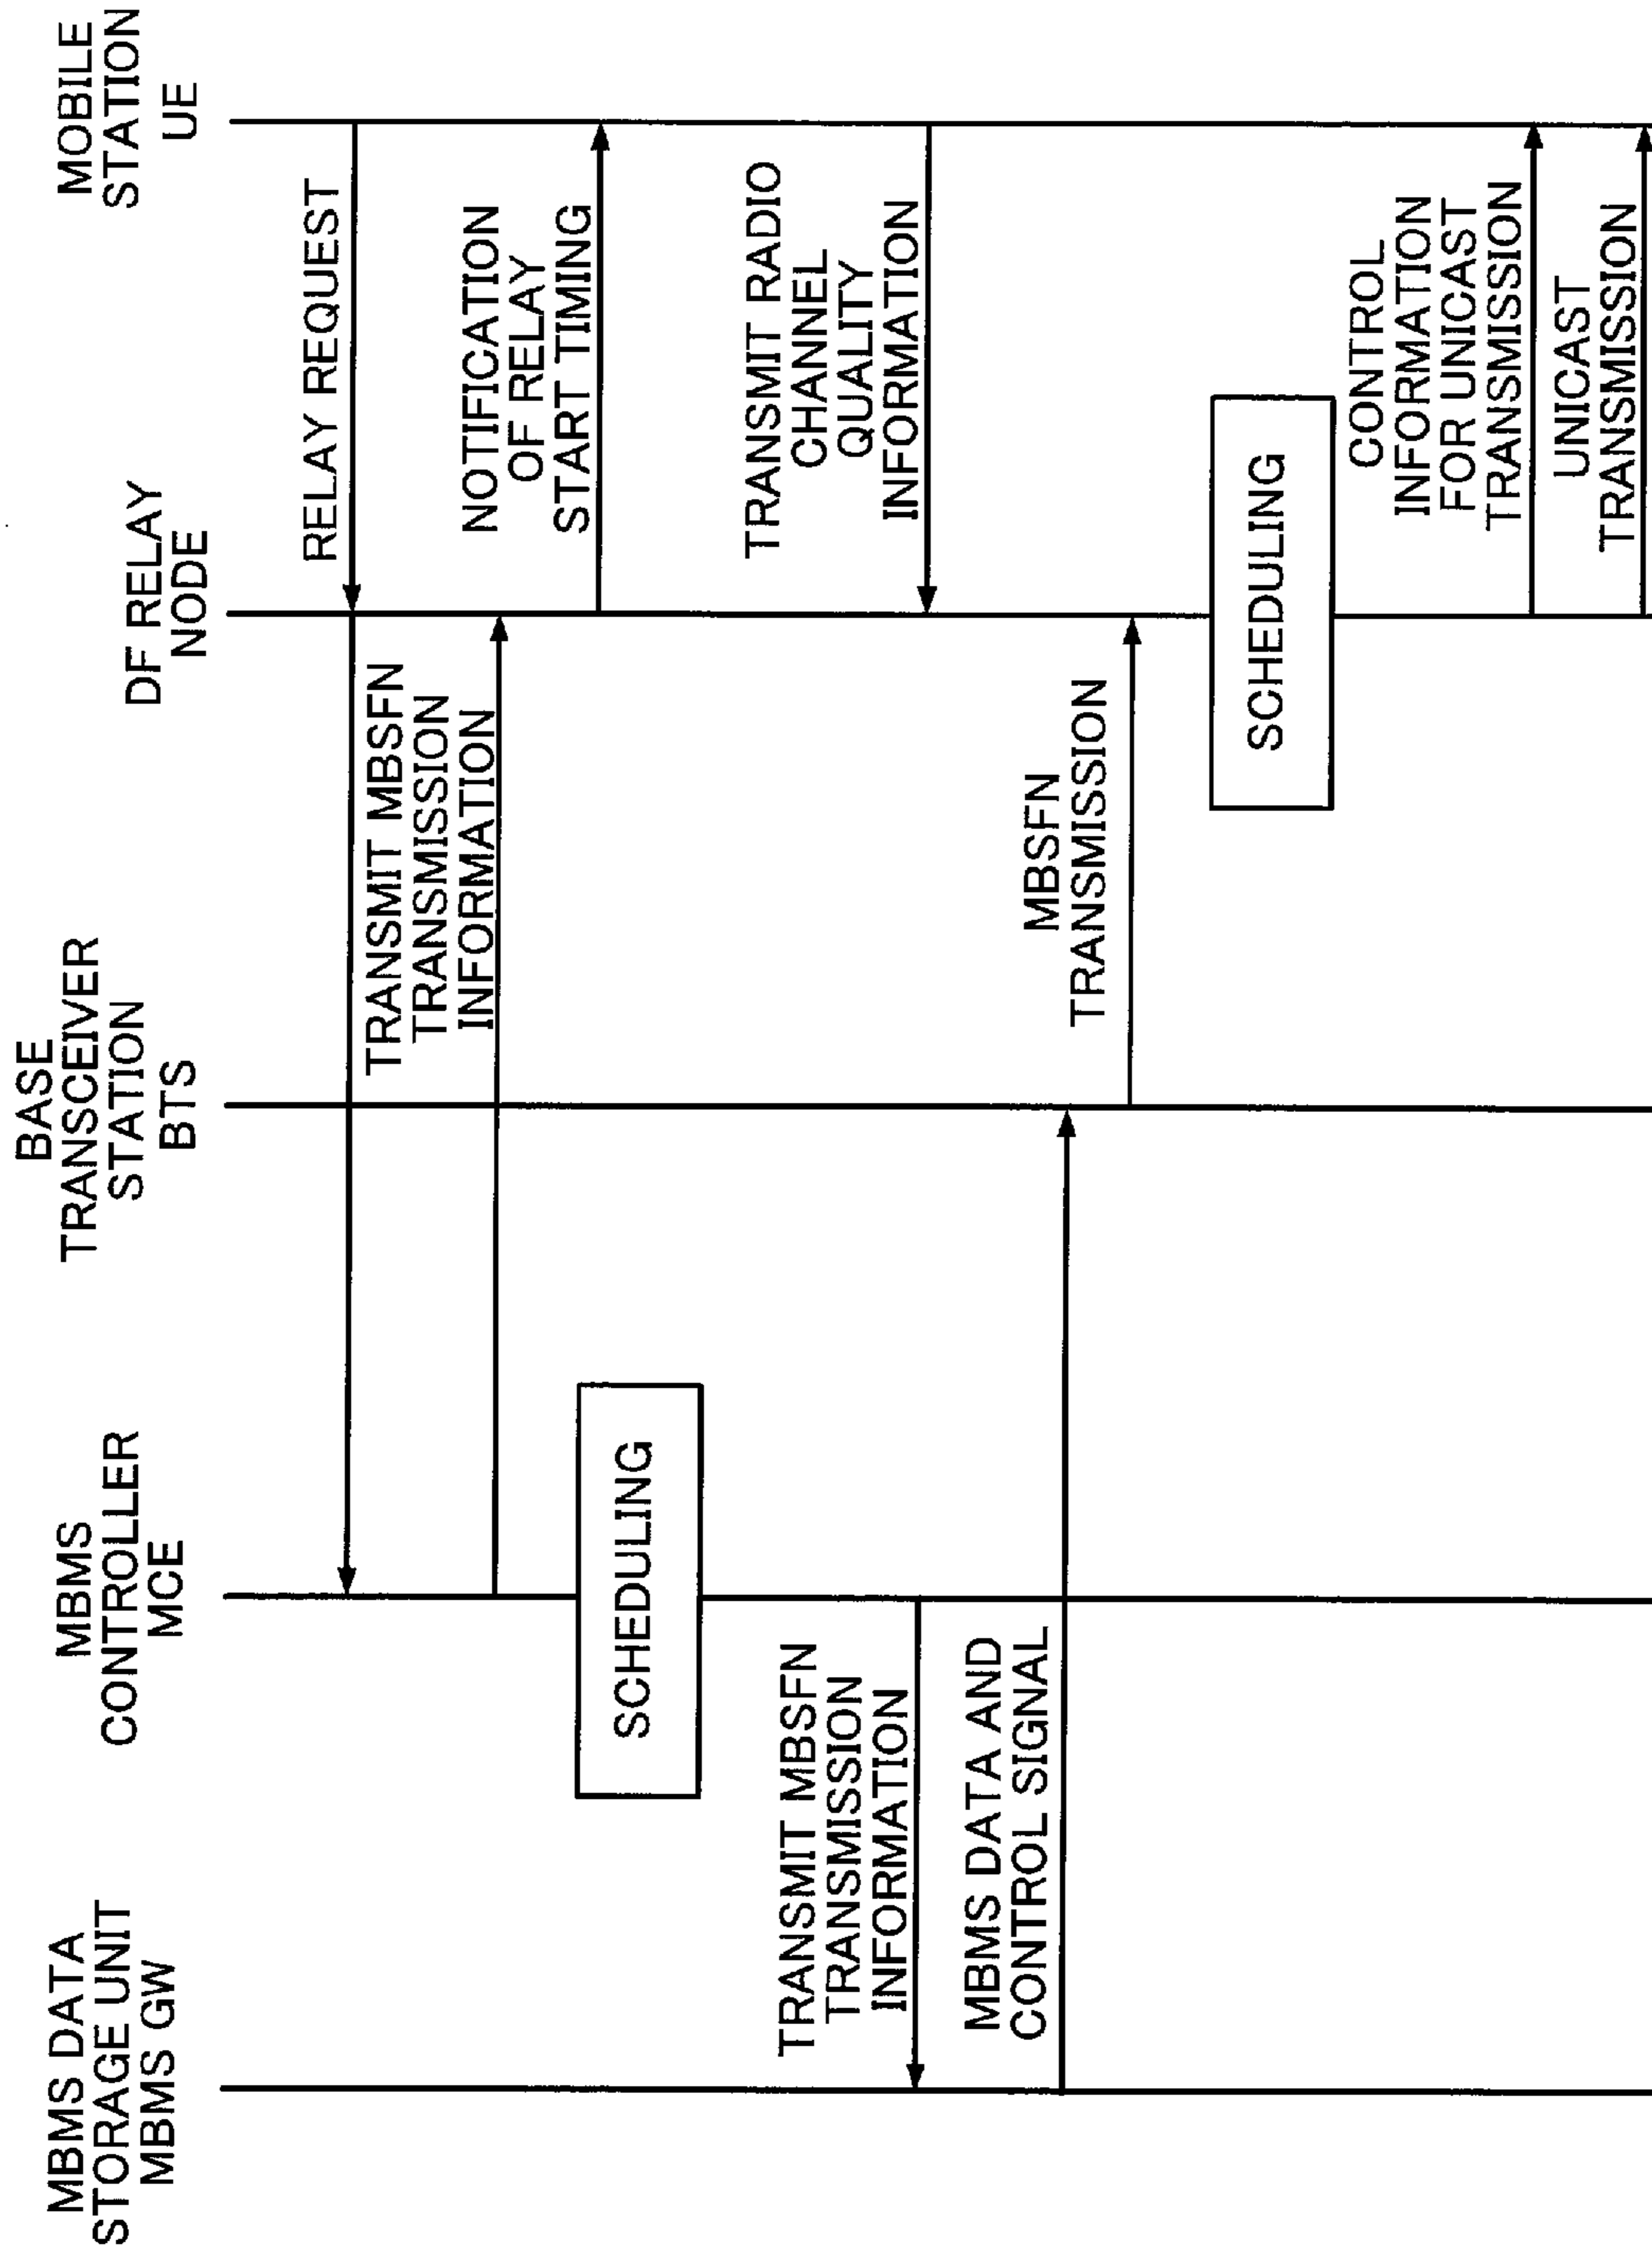 MBMS DATA
STORAGE UNIT
MBMS GW
MBMS
CONTROLLER
MCE
BASE
TRANSCEIVER
STATION
BTS
DF RELAY
NODE
MOBILE
STATION
UE
RELAY REQUEST
TRANSMIT MBSFN
TRANSMISSION
INFORMATION
NOTIFICATION
OF RELAY
START TIMING
SCHEDULING
TRANSMIT MBSFN
TRANSMISSION
INFORMATION
TRANSMIT RADIO
CHANNEL
QUALITY
INFORMATION
MBMS DATA AND
CONTROL SIGNAL
MBSFN
TRANSMISSION
SCHEDULING
CONTROL
INFORMATION
FOR UNICAST
TRANSMISSION
UNICAST
TRANSMISSION